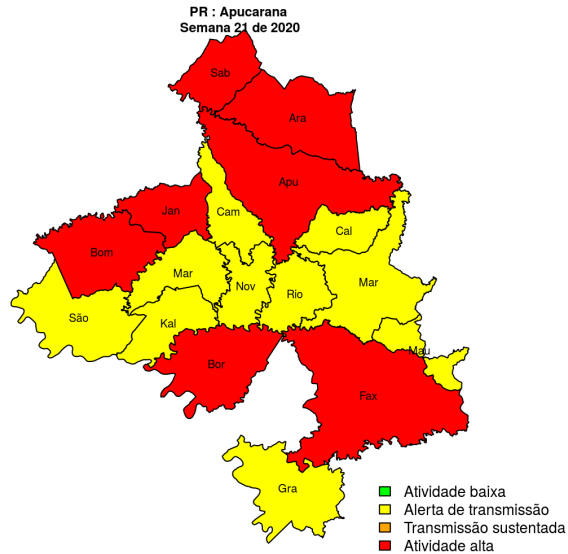 PR : Apucarana
Semana 21 de 2020
Sab
Ara
Apu
Jan
Cam
Cal
Bom
Mar
Mar
Nov
Rio
São
Kal
Mau
Bor
Fax
Gra
Atividade baixa
Alerta de transmissão
Transmissão sustentada
Atividade alta